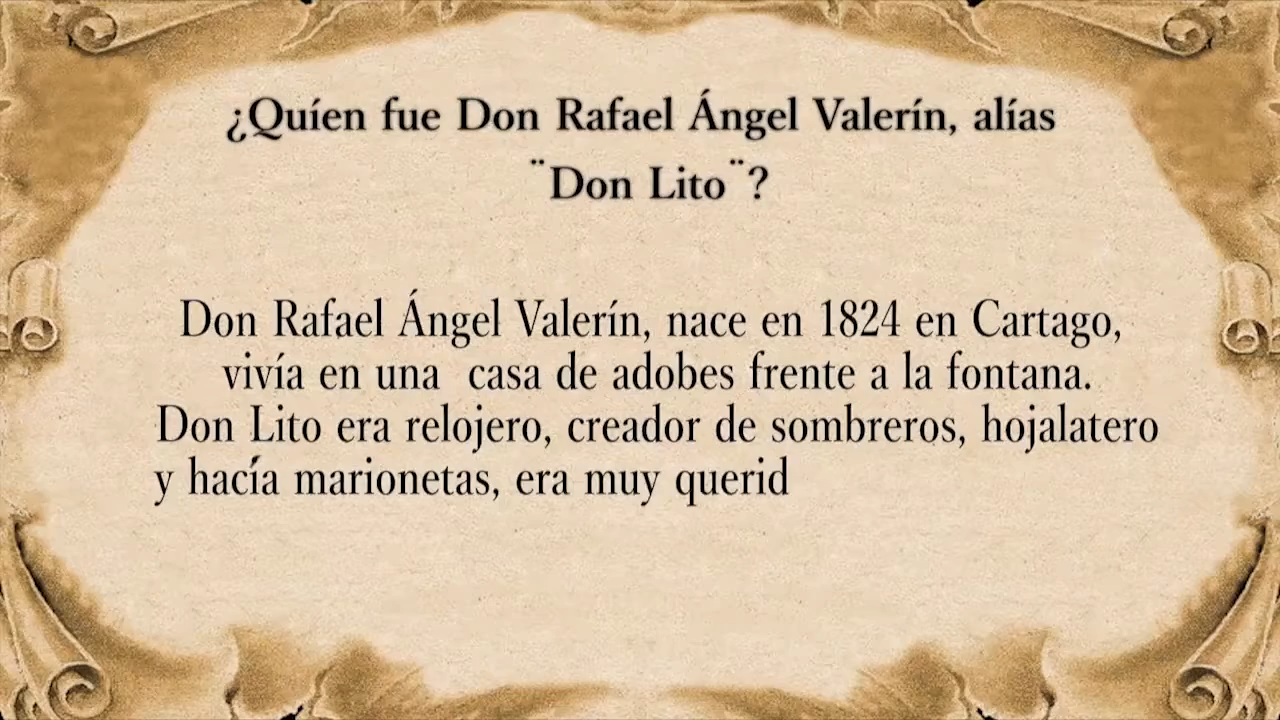 ¿Quíen fue Don Rafael Ángel Valerín, alías
¨Don Lito¨?
Don Rafael Ángel Valerín, nace en 1824 en Cartago,
vivía en una casa de adobes frente a la fontana.
Don Lito era relojero, creador de sombreros, hojalatero
y hacía marionetas, era muy querid